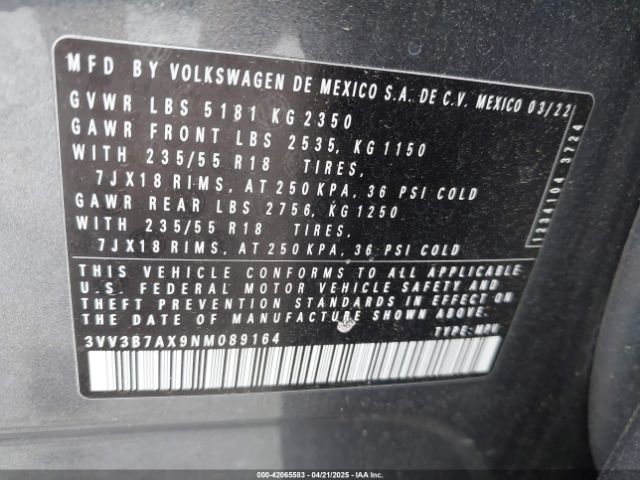 MFD BY VOLKSWAGEN DE MEXICO S.A. DE C.V. MEXICO 03/22
GVWR LBS 5181 KG 2350
GAWR FRONT LBS 2535, KG 1150
WITH 235/55 R18 TIRES,
7JX18 RIMS, AT 250 KPA, 36 PSI COLD
GAWR REAR LBS 2756, KG 1250
WITH 235/55 R18 TIRES,
7JX18 RIMS, AT 250 KPA, 36 PSI COLD
1234104 3724
THIS VEHICLE CONFORMS TO ALL APPLICABLE
U.S. FEDERAL MOTOR VEHICLE SAFETY AND
THEFT PREVENTION STANDARDS IN EFFECT ON
THE DATE OF MANUFACTURE SHOWN ABOVE.
3VV3B7AX9NM089164 TYPE: MPV
000-42065583 - 04/21/2025 - IAAI.COM